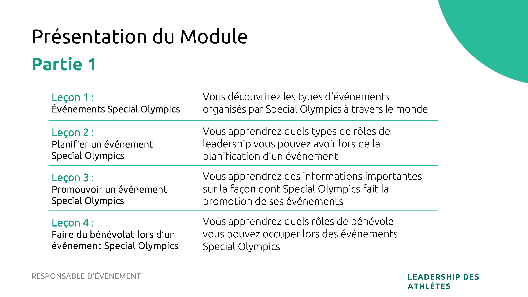 Présentation du Module
Partie 1
Leçon 1 :
Événements Special Olympics
Vous découvrirez les types d'événements
organisés par Special Olympics à travers le monde
Leçon 2 :
Planifier un événement
Special Olympics
Vous apprendrez quels types de rôles de
leadership vous pouvez avoir lors de la
planification d'un événement
Leçon 3 :
Promouvoir un événement
Special Olympics
Vous apprendrez des informations importantes
sur la façon dont Special Olympics fait la
promotion de ses événements
Leçon 4 :
Faire du bénévolat lors d'un
événement Special Olympics
Vous apprendrez quels rôles de bénévole
vous pouvez occuper lors des événements
Special Olympics
RESPONSABLE D'ÉVÉNEMENT
LEADERSHIP DES
ATHLÈTES